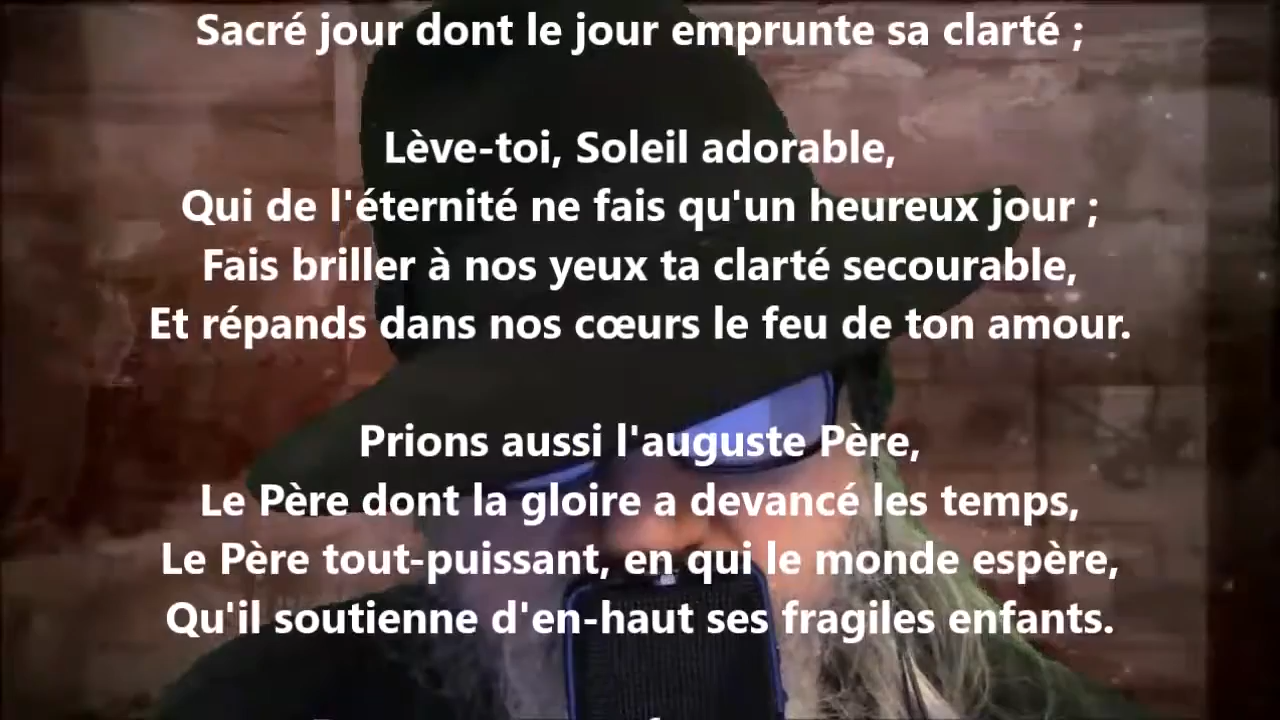 Sacré jour dont le jour emprunte sa clarté ;
Lève-toi, Soleil adorable,
Qui de l'éternité ne fais qu'un heureux jour ;
Fais briller à nos yeux ta clarté secourable,
Et répands dans nos cœurs le feu de ton amour.
Prions aussi l'auguste Père,
Le Père dont la gloire a devancé les temps,
Le Père tout-puissant, en qui le monde espère,
Qu'il soutienne d'en-haut ses fragiles enfants.